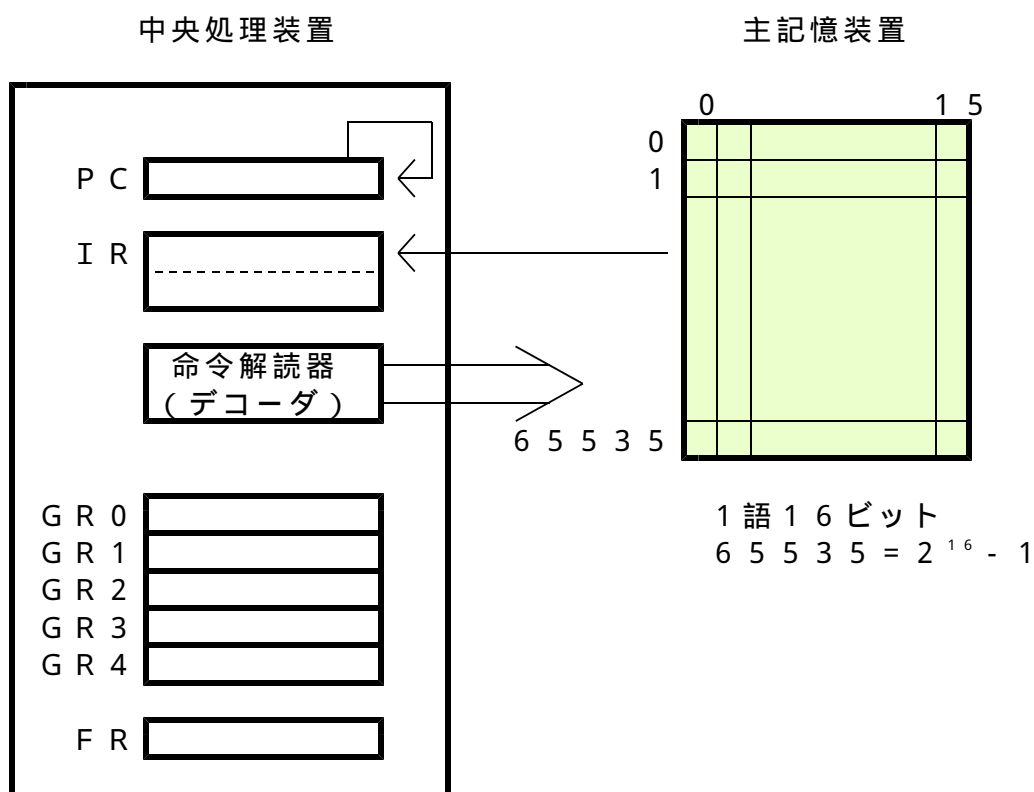 中央処理装置
主記憶装置
0 15
0
1
PC
IR
命令解読器
(デコーダ)
65535
GR0
GR1
GR2
GR3
GR4
FR
1語16ビット
65535=2¹⁶-1